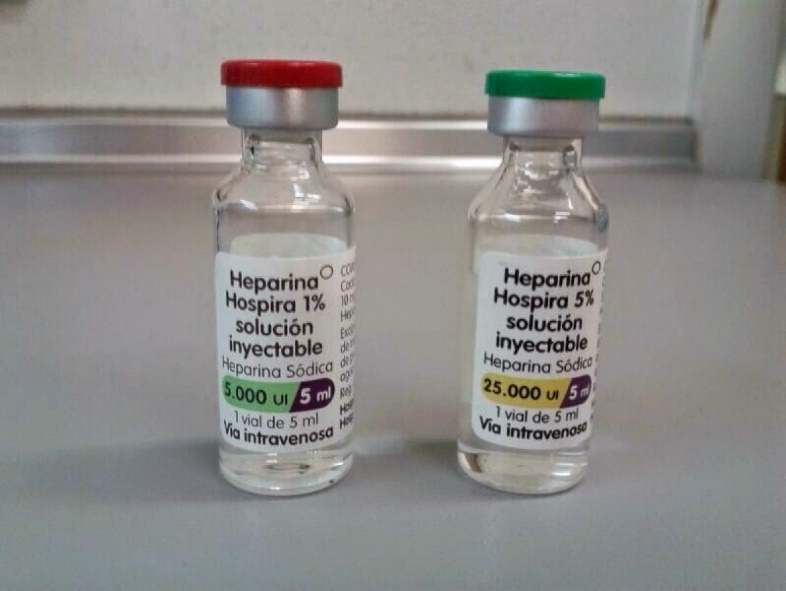 Heparina
Hospira 1%
solución
inyectable
Heparina Sódica
5.000 UI 5 ml
1 vial de 5 ml
Vía intravenosa
Heparina
Hospira 5%
solución
inyectable
Heparina Sódica
25.000 UI 5 ml
1 vial de 5 ml
Vía intravenosa